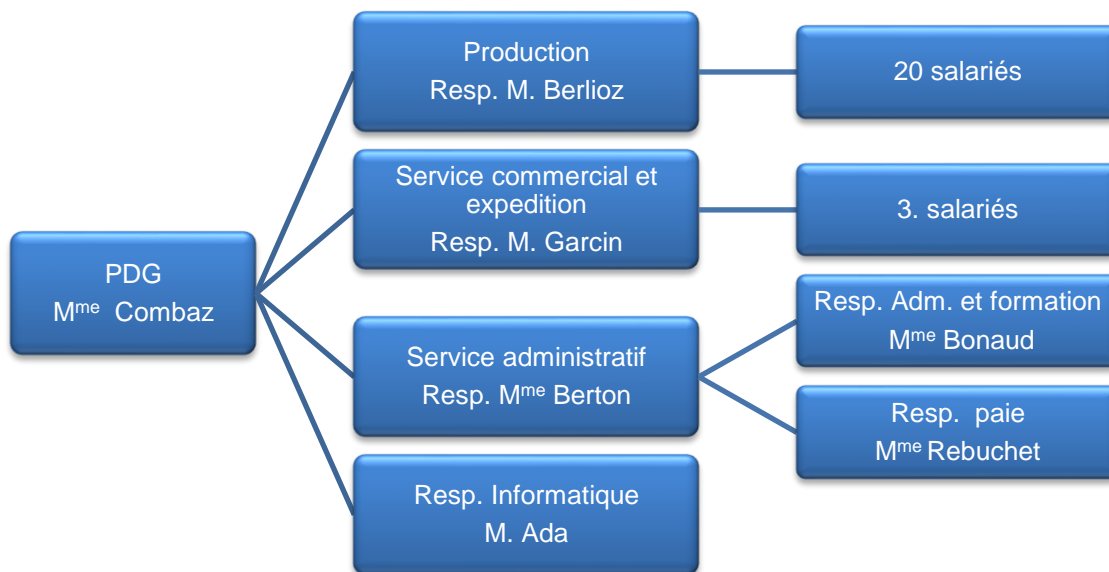 Production
Resp. M. Berlioz
20 salariés
Service commercial et
expedition
Resp. M. Garcin
3. salariés
PDG
Mme Combaz
Service administratif
Resp. Mme Berton
Resp. Adm. et formation
Mme Bonaud
Resp. paie
Mme Rebuchet
Resp. Informatique
M. Ada